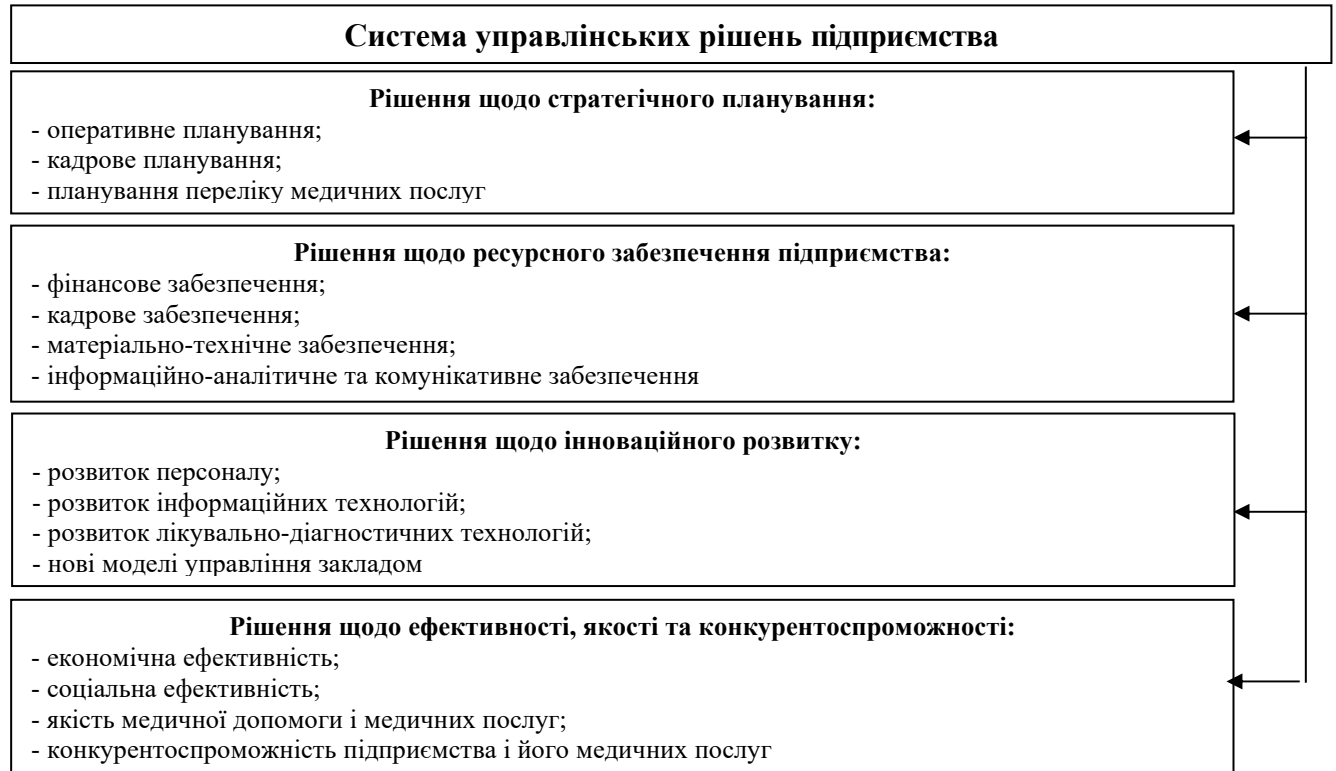 Система управлінських рішень підприємства
Рішення щодо стратегічного планування:
- оперативне планування;
- кадрове планування;
- планування переліку медичних послуг
Рішення щодо ресурсного забезпечення підприємства:
- фінансове забезпечення;
- кадрове забезпечення;
- матеріально-технічне забезпечення;
- інформаційно-аналітичне та комунікативне забезпечення
Рішення щодо інноваційного розвитку:
- розвиток персоналу;
- розвиток інформаційних технологій;
- розвиток лікувально-діагностичних технологій;
- нові моделі управління закладом
Рішення щодо ефективності, якості та конкурентоспроможності:
- економічна ефективність;
- соціальна ефективність;
- якість медичної допомоги і медичних послуг;
- конкурентоспроможність підприємства і його медичних послуг